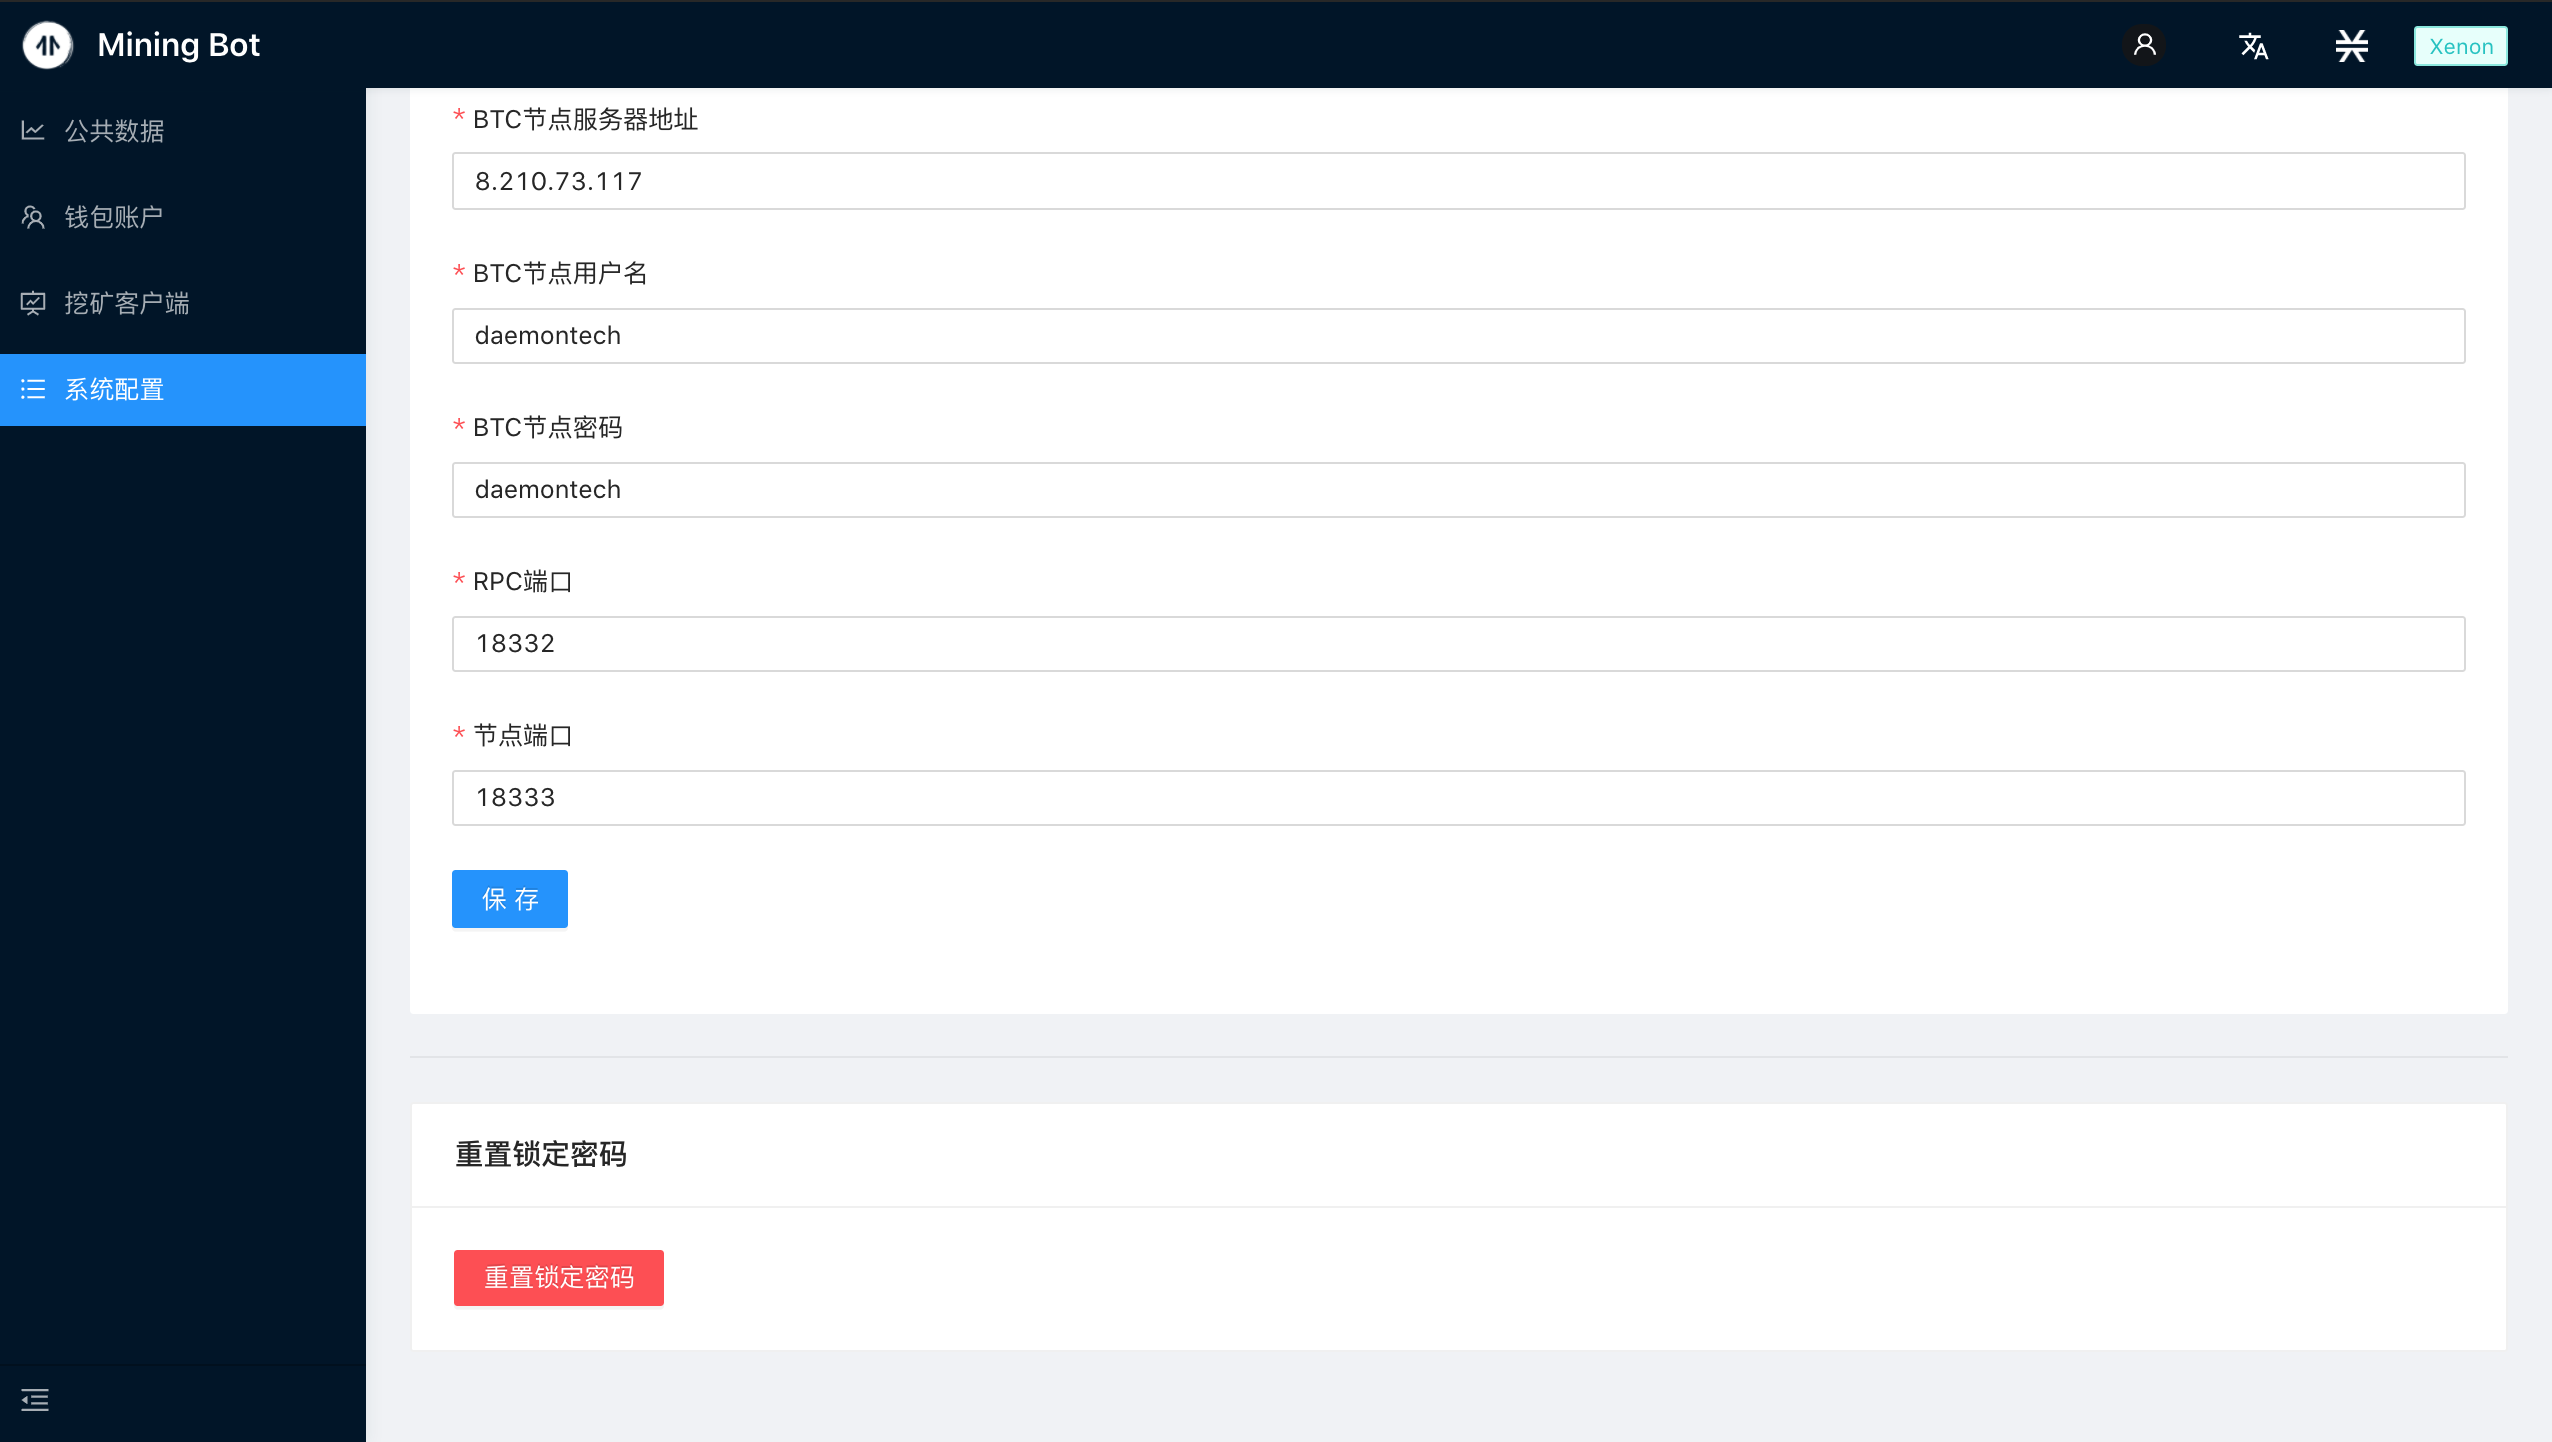 Mining Bot
Xenon
公共数据
钱包账户
挖矿客户端
系统配置
* BTC节点服务器地址
8.210.73.117
* BTC节点用户名
daemontech
* BTC节点密码
daemontech
* RPC端口
18332
* 节点端口
18333
保存
重置锁定密码
重置锁定密码